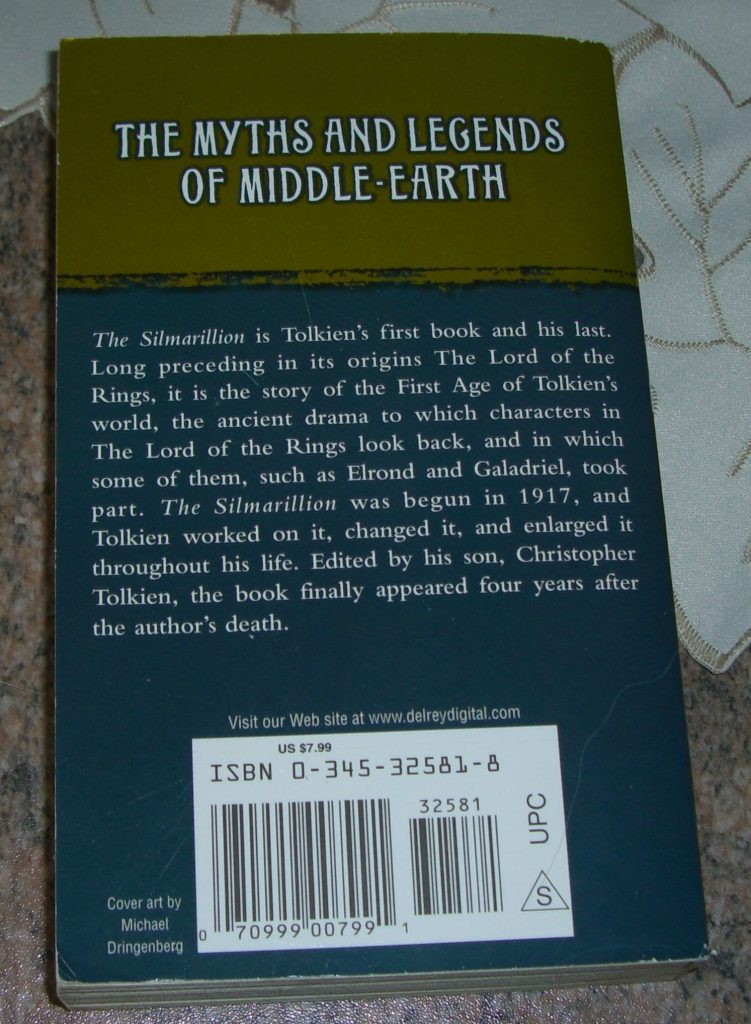 THE MYTHS AND LEGENDS
OF MIDDLE-EARTH
The Silmarillion is Tolkien's first book and his last.
Long preceding in its origins The Lord of the
Rings, it is the story of the First Age of Tolkien's
world, the ancient drama to which characters in
The Lord of the Rings look back, and in which
some of them, such as Elrond and Galadriel, took
part. The Silmarillion was begun in 1917, and
Tolkien worked on it, changed it, and enlarged it
throughout his life. Edited by his son, Christopher
Tolkien, the book finally appeared four years after
the author's death.
Visit our Web site at www.delreydigital.com
US $7.99
ISBN 0-345-32581-8
32581
UPC
S
0 70999 00799 1
Cover art by
Michael
Dringenberg